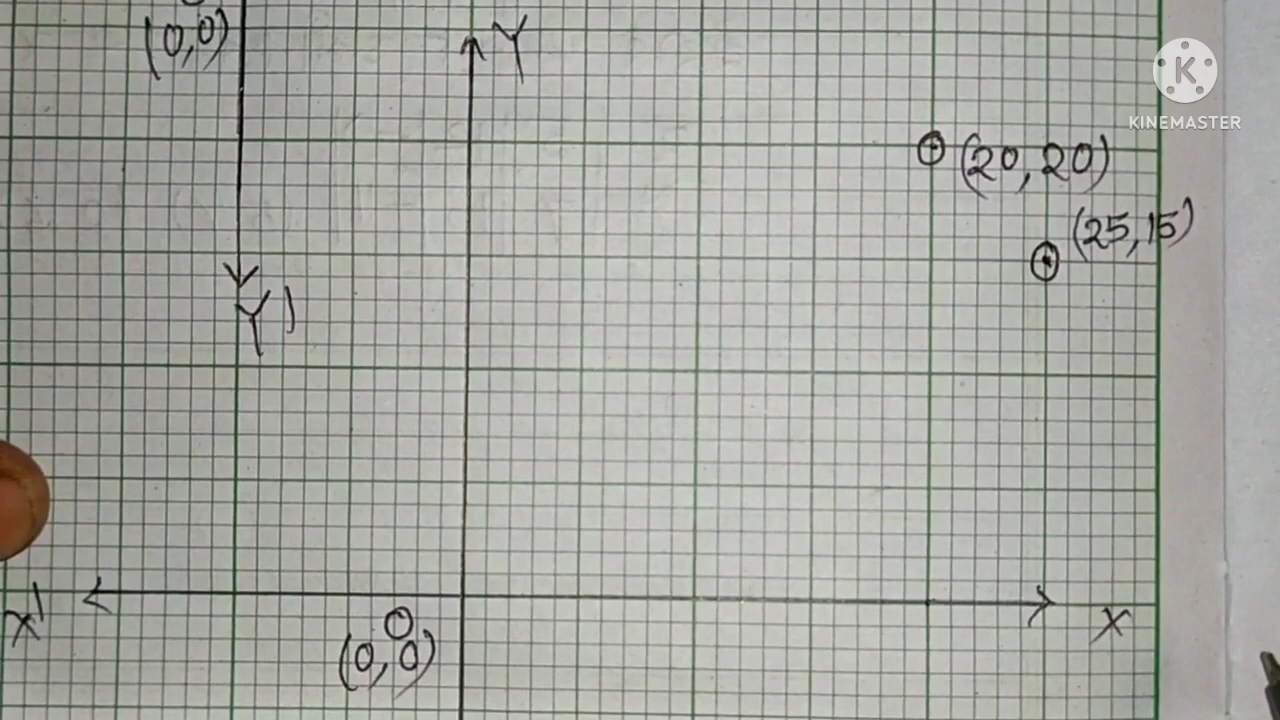 (0,0)
Y
K
KINEMASTER
(20,20)
(25,15)
Y'
X'
O
(0,0)
X